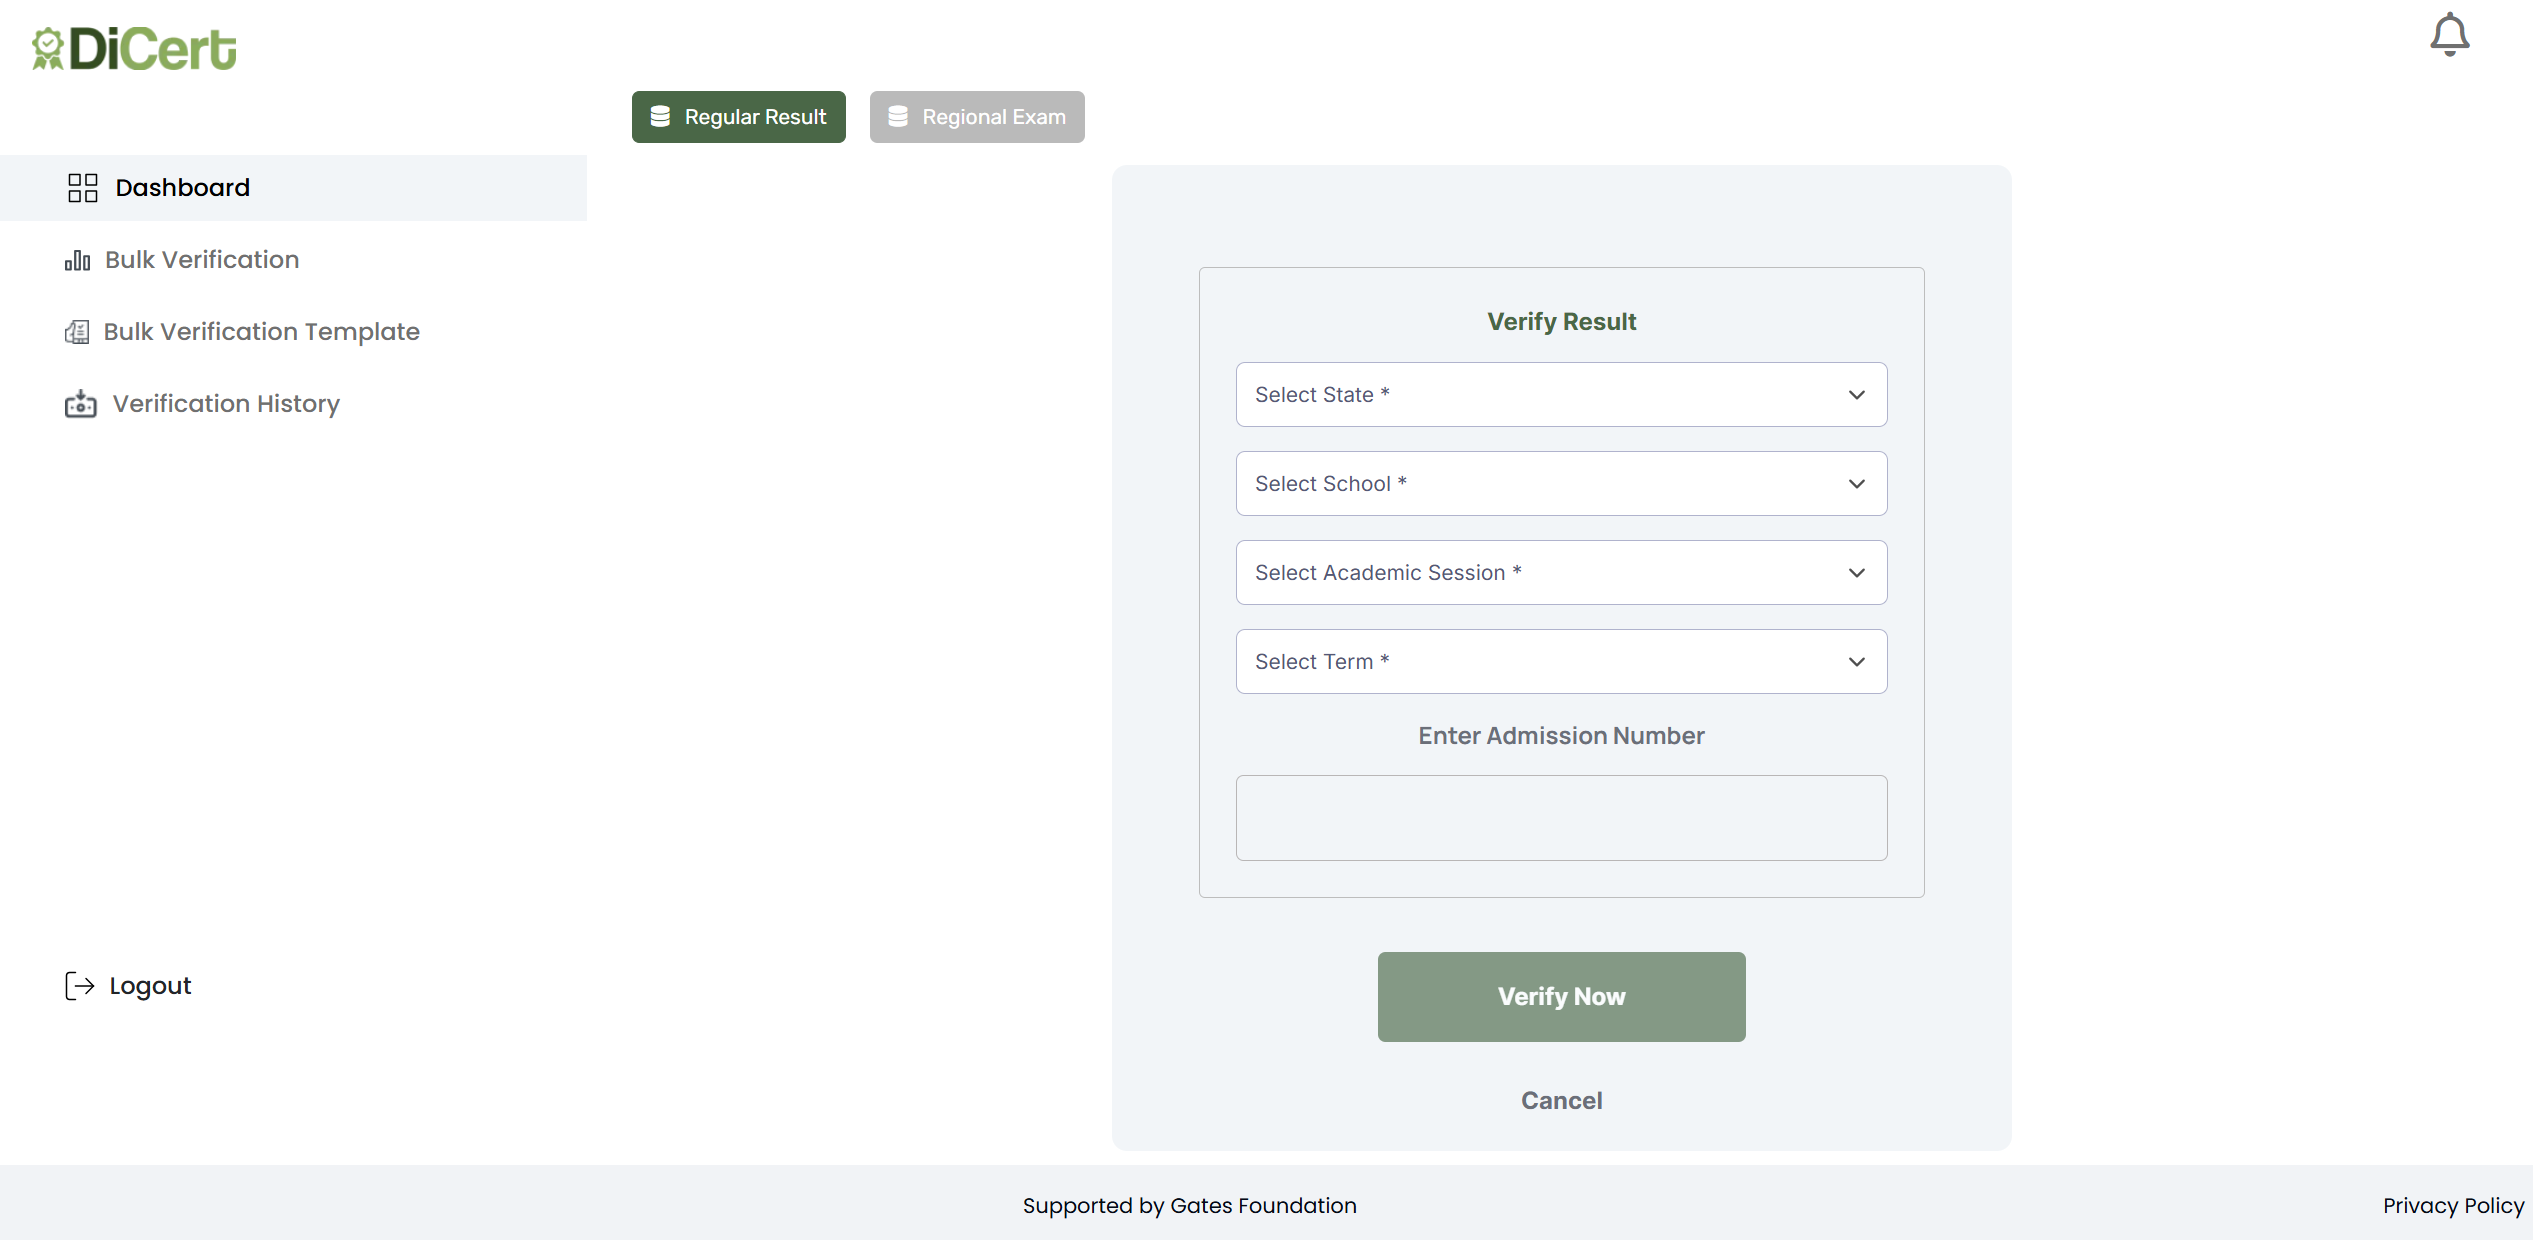 DiCert
Regular Result
Regional Exam
Dashboard
Bulk Verification
Bulk Verification Template
Verification History
Logout
Verify Result
Select State *
Select School *
Select Academic Session *
Select Term *
Enter Admission Number
Verify Now
Cancel
Supported by Gates Foundation
Privacy Policy